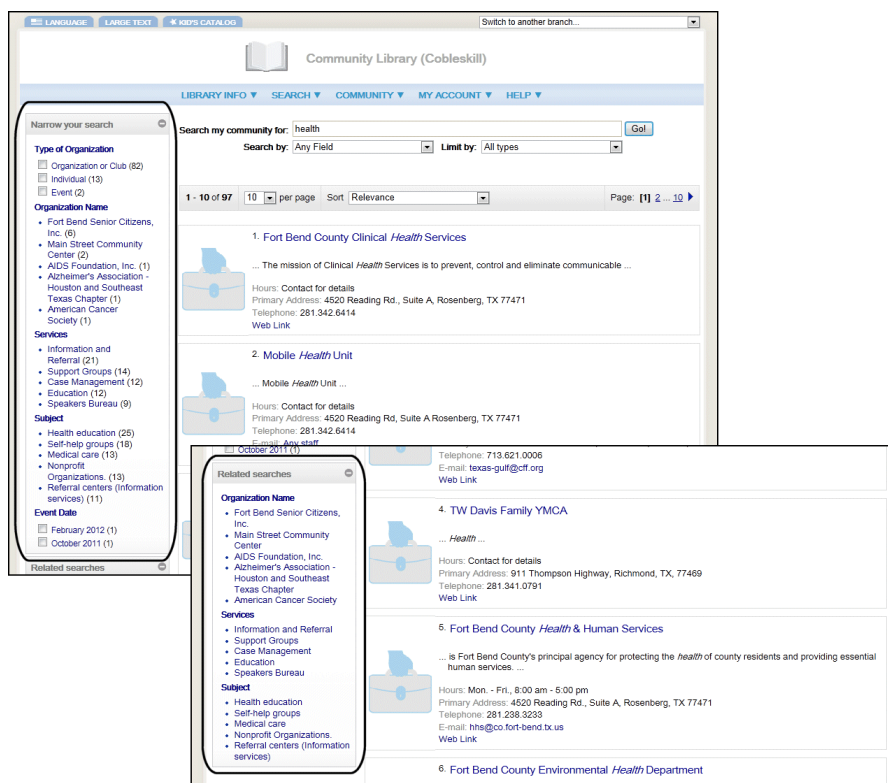 LANGUAGE LARGE TEXT KID'S CATALOG Switch to another branch...
Community Library (Cobleskill)
LIBRARY INFO ▼ SEARCH ▼ COMMUNITY ▼ MY ACCOUNT ▼ HELP ▼
Narrow your search
Type of Organization
Organization or Club (82)
Individual (13)
Event (2)
Organization Name
• Fort Bend Senior Citizens,
Inc. (6)
• Main Street Community
Center (2)
• AIDS Foundation, Inc. (1)
• Alzheimer's Association -
Houston and Southeast
Texas Chapter (1)
• American Cancer
Society (1)
Services
• Information and
Referral (21)
• Support Groups (14)
• Case Management (12)
• Education (12)
• Speakers Bureau (9)
Subject
• Health education (25)
• Self-help groups (18)
• Medical care (13)
• Nonprofit
Organizations. (13)
• Referral centers (Information
services) (11)
Event Date
February 2012 (1)
October 2011 (1)
Related searches
Search my community for: health Go!
Search by: Any Field Limit by: All types
1 - 10 of 97 10 per page Sort Relevance Page: [1] 2 ... 10
1. Fort Bend County Clinical Health Services
... The mission of Clinical Health Services is to prevent, control and eliminate communicable ...
Hours: Contact for details
Primary Address: 4520 Reading Rd., Suite A, Rosenberg, TX 77471
Telephone: 281.342.6414
Web Link
2. Mobile Health Unit
... Mobile Health Unit ...
Hours: Contact for details
Primary Address: 4520 Reading Rd, Suite A Rosenberg, TX 77471
Telephone: 281.342.6414
E-mail: Any staff
October 2011 (1)
Related searches
Organization Name
• Fort Bend Senior Citizens,
Inc.
• Main Street Community
Center
• AIDS Foundation, Inc.
• Alzheimer's Association -
Houston and Southeast
Texas Chapter
• American Cancer Society
Services
• Information and Referral
• Support Groups
• Case Management
• Education
• Speakers Bureau
Subject
• Health education
• Self-help groups
• Medical care
• Nonprofit Organizations.
• Referral centers (Information
services)
Telephone: 713.621.0006
E-mail: texas-gulf@cff.org
Web Link
4. TW Davis Family YMCA
... Health ...
Hours: Contact for details
Primary Address: 911 Thompson Highway, Richmond, TX, 77469
Telephone: 281.341.0791
Web Link
5. Fort Bend County Health & Human Services
... is Fort Bend County's principal agency for protecting the health of county residents and providing essential
human services. ...
Hours: Mon. - Fri., 8:00 am - 5:00 pm
Primary Address: 4520 Reading Rd., Suite A, Rosenberg, TX 77471
Telephone: 281.238.3233
E-mail: hhs@co.fort-bend.tx.us
Web Link
6. Fort Bend County Environmental Health Department